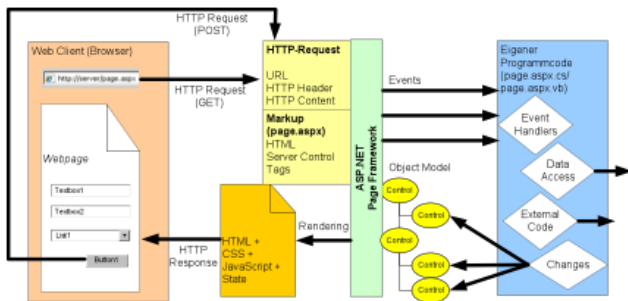 HTTP Request
(POST)
Web Client (Browser)
http://server/page.aspx
HTTP Request
(GET)
Webpage
Textbox1
Textbox2
List1
Button1
HTTP-Request
URL
HTTP Header
HTTP Content
Markup
(page.aspx)
HTML
Server Control
Tags
HTML +
CSS +
JavaScript +
State
HTTP
Response
Rendering
ASP.NET
Page Framework
Events
Object Model
Control
Control
Control
Control
Control
Eigener
Programmcode
(page.aspx.cs/
page.aspx.vb)
Event
Handlers
Data
Access
External
Code
Changes